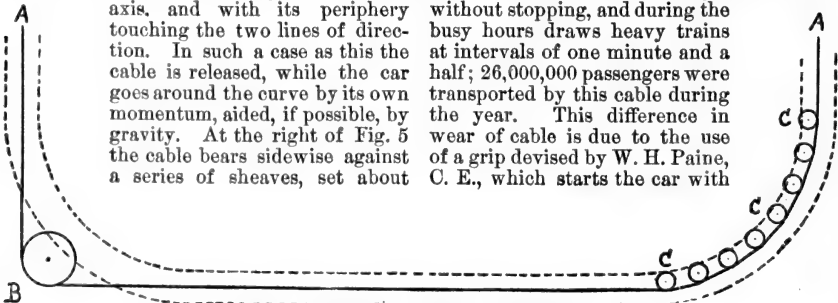 axis, and with its periphery
touching the two lines of direc-
tion. In such a case as this the
cable is released, while the car
goes around the curve by its own
momentum, aided, if possible, by
gravity. At the right of Fig. 5
the cable bears sidewise against
a series of sheaves, set about
without stopping, and during the
busy hours draws heavy trains
at intervals of one minute and a
half; 26,000,000 passengers were
transported by this cable during
the year. This difference in
wear of cable is due to the use
of a grip devised by W. H. Paine,
C. E., which starts the car with
A
A
C
C
C
B